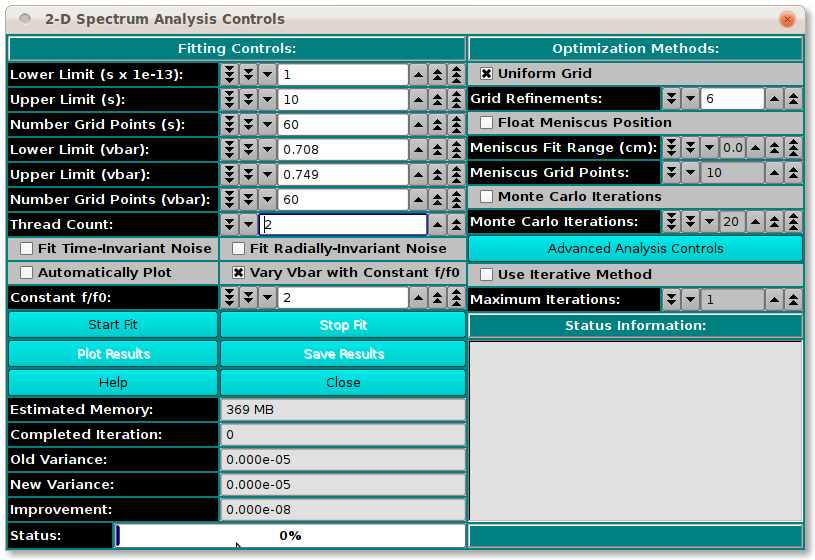 2-D Spectrum Analysis Controls
Fitting Controls:
Lower Limit (s x 1e-13): 1
Upper Limit (s): 10
Number Grid Points (s): 60
Lower Limit (vbar): 0.708
Upper Limit (vbar): 0.749
Number Grid Points (vbar): 60
Thread Count: 2
Fit Time-Invariant Noise Fit Radially-Invariant Noise
Automatically Plot Vary Vbar with Constant f/f0
Constant f/f0: 2
Start Fit Stop Fit
Plot Results Save Results
Help Close
Estimated Memory: 369 MB
Completed Iteration: 0
Old Variance: 0.000e-05
New Variance: 0.000e-05
Improvement: 0.000e-08
Status: 0%
Optimization Methods:
Uniform Grid
Grid Refinements: 6
Float Meniscus Position
Meniscus Fit Range (cm): 0.0
Meniscus Grid Points: 10
Monte Carlo Iterations
Monte Carlo Iterations: 20
Advanced Analysis Controls
Use Iterative Method
Maximum Iterations: 1
Status Information: